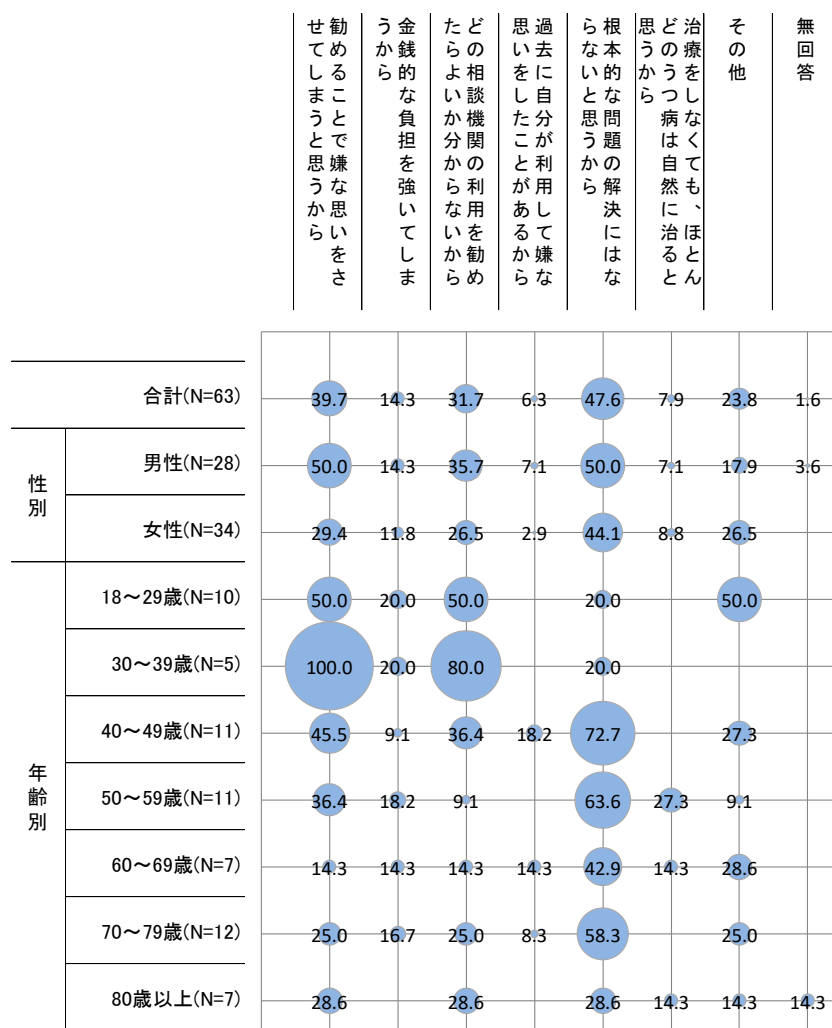 勧めることで嫌な思いをさ
せてしまうと思うから
金銭的な負担を強いてしま
うから
どの相談機関の利用を勧め
たらよいか分からないから
過去に自分が利用して嫌な
思いをしたことがあるから
根本的な問題の解決にはな
らないと思うから
治療をしなくても、ほとん
どのうつ病は自然に治ると
思うから
その他
無回答
合計(N=63) 39.7 14.3 31.7 6.3 47.6 7.9 23.8 1.6
性別
男性(N=28) 50.0 14.3 35.7 7.1 50.0 7.1 17.9 3.6
女性(N=34) 29.4 11.8 26.5 2.9 44.1 8.8 26.5
年齢別
18～29歳(N=10) 50.0 20.0 50.0 20.0 50.0
30～39歳(N=5) 100.0 20.0 80.0 20.0
40～49歳(N=11) 45.5 9.1 36.4 18.2 72.7 27.3
50～59歳(N=11) 36.4 18.2 9.1 63.6 27.3 9.1
60～69歳(N=7) 14.3 14.3 14.3 14.3 42.9 14.3 28.6
70～79歳(N=12) 25.0 16.7 25.0 8.3 58.3 25.0
80歳以上(N=7) 28.6 28.6 28.6 14.3 14.3 14.3